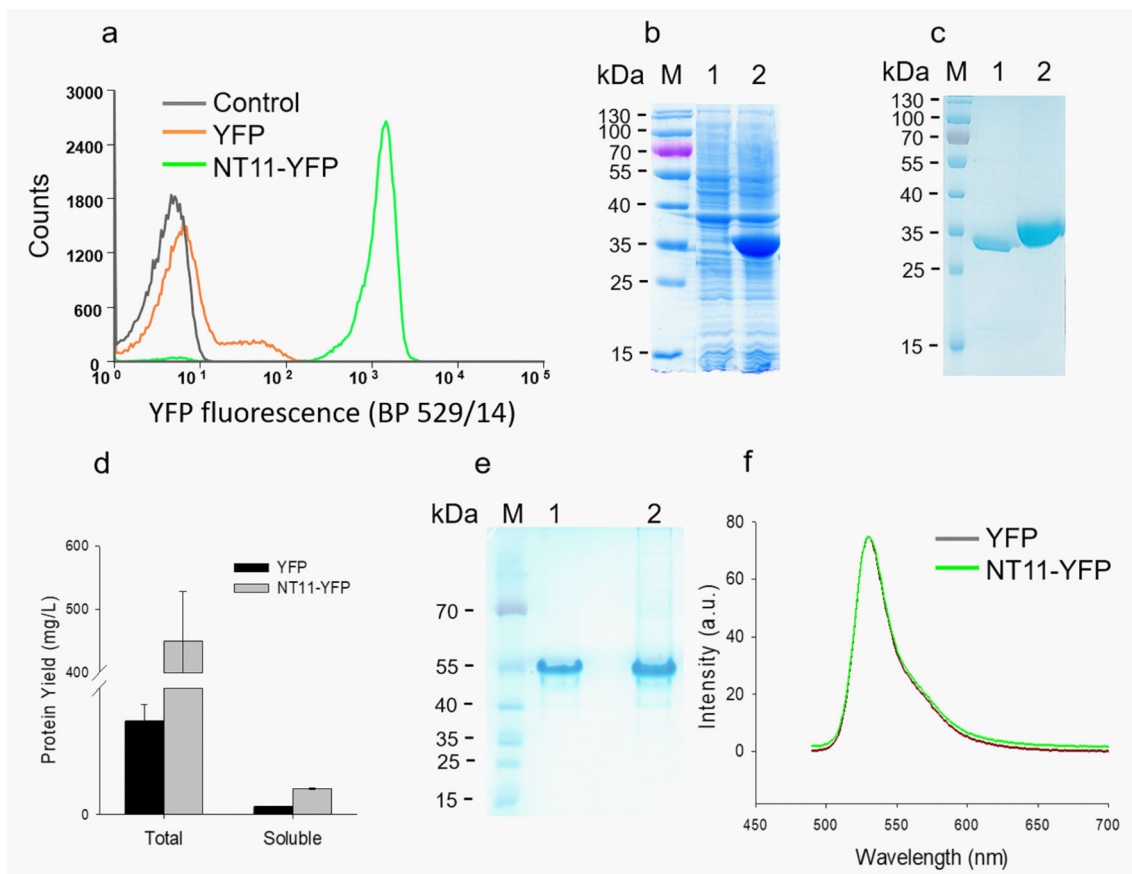 a
3000
2400
1800
1200
600
0
Counts
Control
YFP
NT11-YFP
10 0
10 1
10 2
10 3
10 4
10 5
YFP fluorescence (BP 529/14)
b
kDa M 1 2
130
100
70
55
40
35
25
15
c
kDa M 1 2
130
100
70
55
40
35
25
15
d
600
500
400
0
Protein Yield (mg/L)
YFP
NT11-YFP
Total Soluble
e
kDa M 1 2
70
55
40
35
25
15
f
80
60
40
20
0
Intensity (a.u.)
YFP
NT11-YFP
450 500 550 600 650 700
Wavelength (nm)